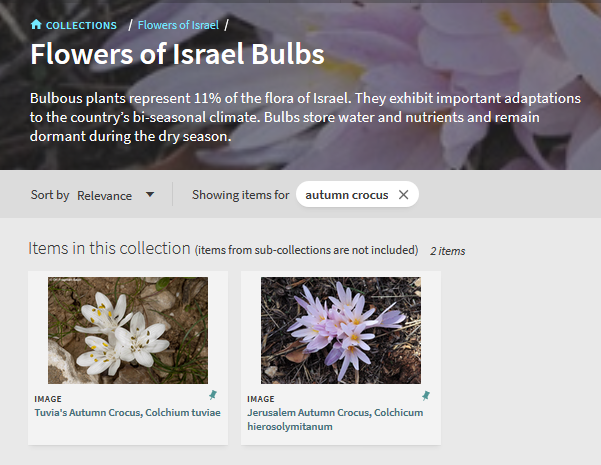 COLLECTIONS / Flowers of Israel /
Flowers of Israel Bulbs
Bulbous plants represent 11% of the flora of Israel. They exhibit important adaptations
to the country's bi-seasonal climate. Bulbs store water and nutrients and remain
dormant during the dry season.
Sort by Relevance Showing items for autumn crocus ×
Items in this collection (items from sub-collections are not included) 2 items
IMAGE
Tuvia's Autumn Crocus, Colchium tuviae
IMAGE
Jerusalem Autumn Crocus, Colchicum
hierosolymitanum